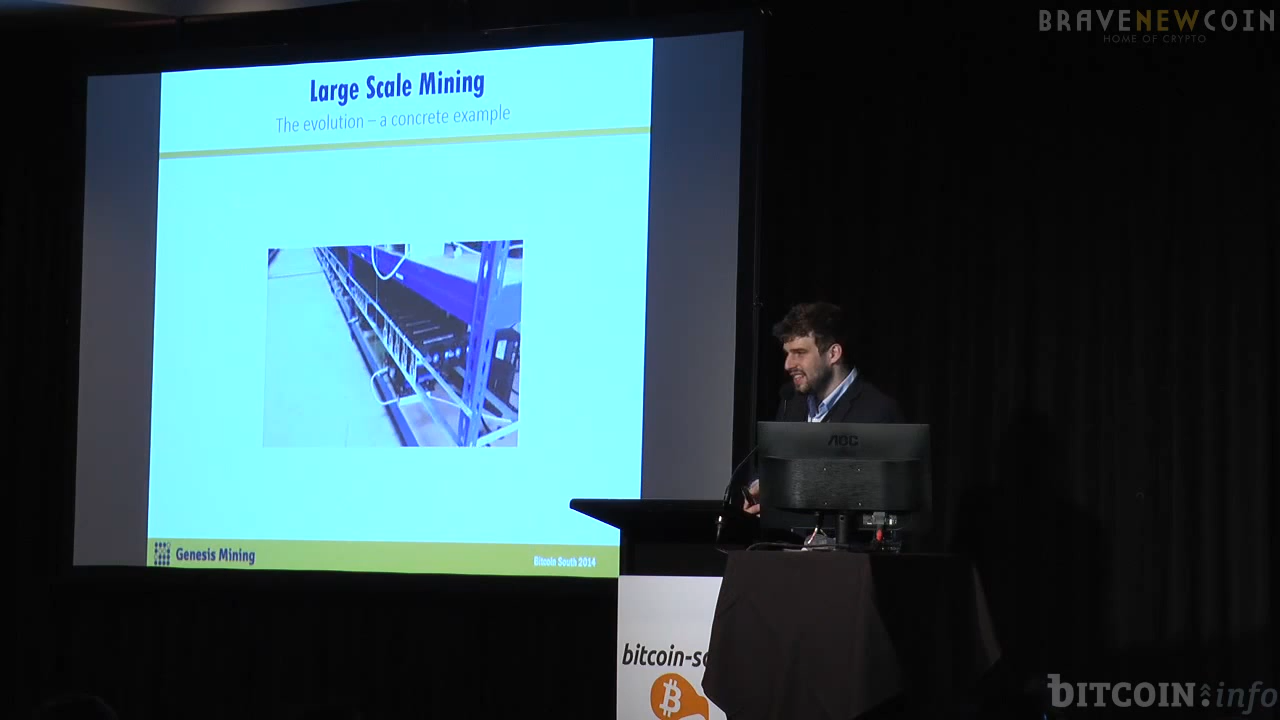 BRAVENEWCOIN
HOME OF CRYPTO
Large Scale Mining
The evolution – a concrete example
Genesis Mining
Bitcoin South 2014
AOC
bitcoin-so
BITCOIN info